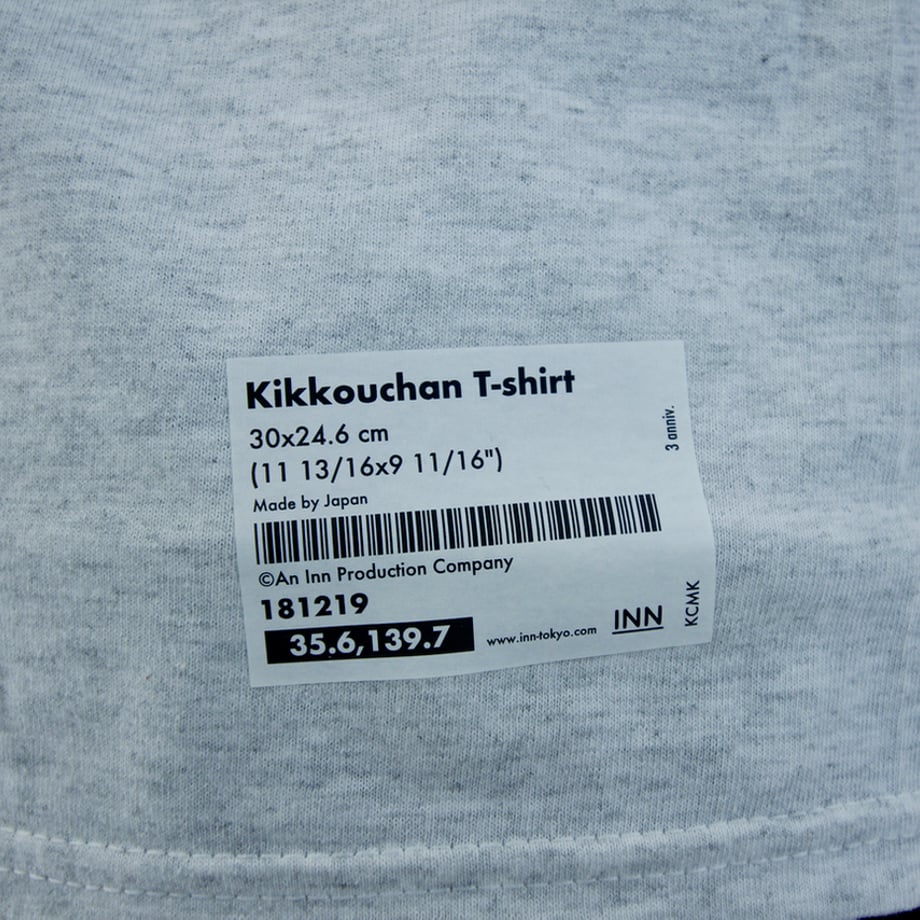 Kikkouchan T-shirt
30x24.6 cm
(11 13/16x9 11/16")
Made by Japan
©An Inn Production Company
181219
35.6,139.7
www.inn-tokyo.com
INN
3 anniv.
KCMK